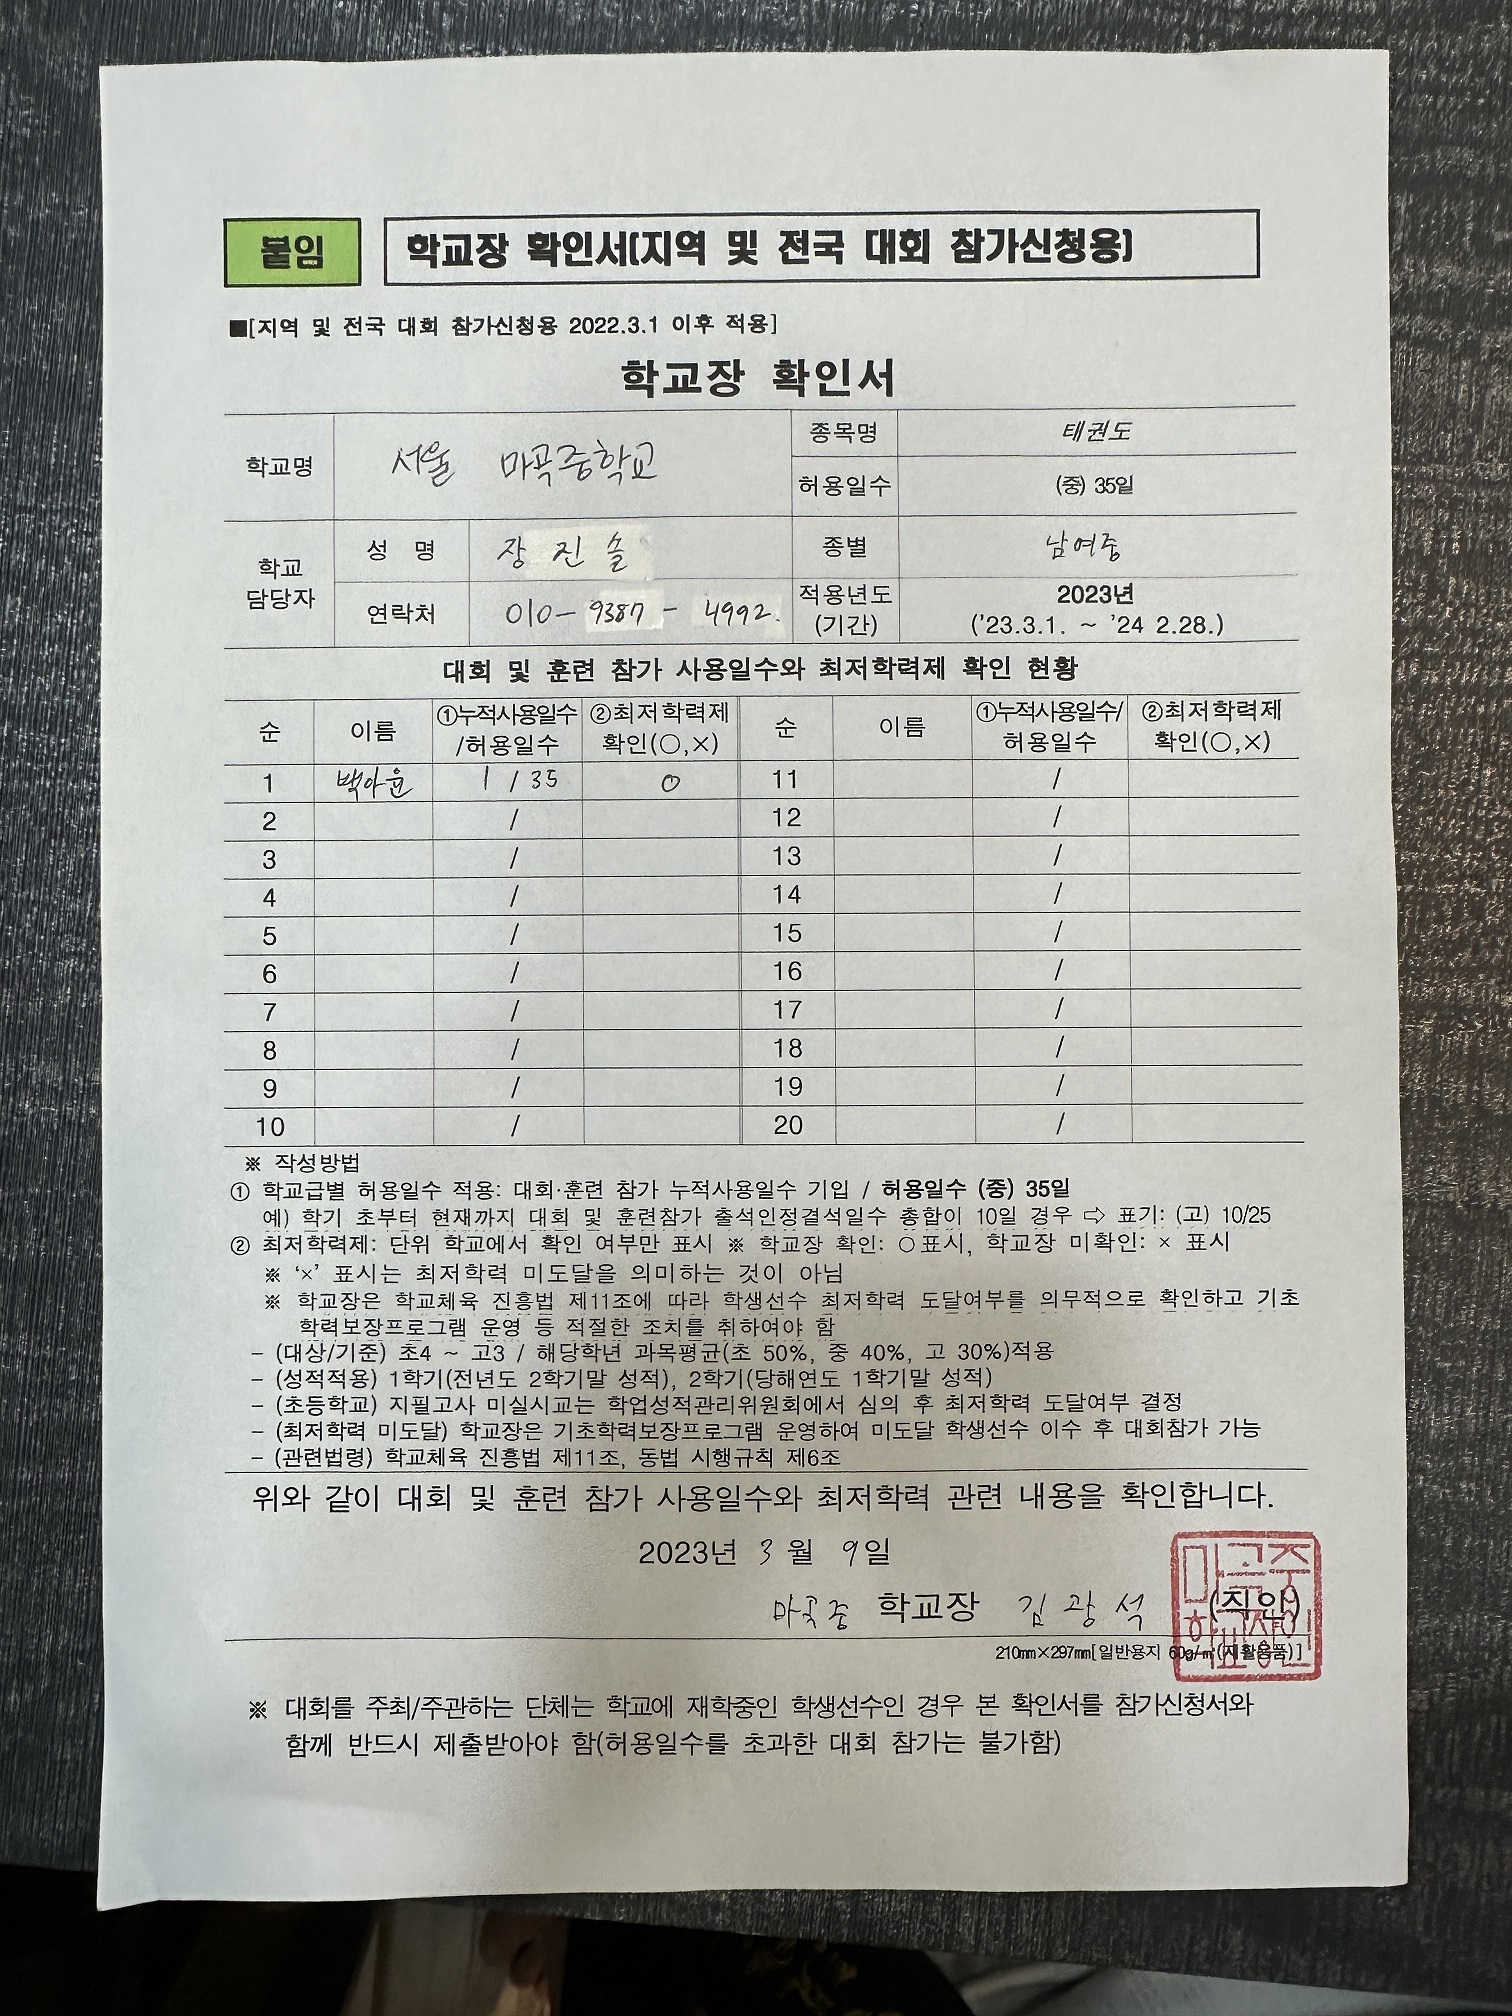 붙임
학교장 확인서(지역 및 전국 대회 참가신청용)
■[지역 및 전국 대회 참가신청용 2022.3.1 이후 적용]
학교장 확인서
학교명 서울 마곡중학교 종목명 태권도
허용일수 (중) 35일
학교 담당자 성 명 장 진 솔 종별 남여중
연락처 010-9387-4992. 적용년도 (기간) 2023년 ('23.3.1. ~ '24 2.28.)
대회 및 훈련 참가 사용일수와 최저학력제 확인 현황
순 이름 ①누적사용일수/허용일수 ②최저학력제 확인(○,×) 순 이름 ①누적사용일수/허용일수 ②최저학력제 확인(○,×)
1 백아윤 1 / 35 ○ 11 /
2 / 12 /
3 / 13 /
4 / 14 /
5 / 15 /
6 / 16 /
7 / 17 /
8 / 18 /
9 / 19 /
10 / 20 /
※ 작성방법
① 학교급별 허용일수 적용: 대회·훈련 참가 누적사용일수 기입 / 허용일수 (중) 35일
예) 학기 초부터 현재까지 대회 및 훈련참가 출석인정결석일수 총합이 10일 경우 ⇨ 표기: (고) 10/25
② 최저학력제: 단위 학교에서 확인 여부만 표시 ※ 학교장 확인: ○표시, 학교장 미확인: × 표시
※ '×' 표시는 최저학력 미도달을 의미하는 것이 아님
※ 학교장은 학교체육 진흥법 제11조에 따라 학생선수 최저학력 도달여부를 의무적으로 확인하고 기초
학력보장프로그램 운영 등 적절한 조치를 취하여야 함
- (대상/기준) 초4 ~ 고3 / 해당학년 과목평균(초 50%, 중 40%, 고 30%)적용
- (성적적용) 1학기(전년도 2학기말 성적), 2학기(당해연도 1학기말 성적)
- (초등학교) 지필고사 미실시교는 학업성적관리위원회에서 심의 후 최저학력 도달여부 결정
- (최저학력 미도달) 학교장은 기초학력보장프로그램 운영하여 미도달 학생선수 이수 후 대회참가 가능
- (관련법령) 학교체육 진흥법 제11조, 동법 시행규칙 제6조
위와 같이 대회 및 훈련 참가 사용일수와 최저학력 관련 내용을 확인합니다.
2023년 3 월 9일
마곡중 학교장 김 광 석 (직인)
마곡중학교장인
210㎜×297㎜[일반용지 60g/㎡(재활용품)]
※ 대회를 주최/주관하는 단체는 학교에 재학중인 학생선수인 경우 본 확인서를 참가신청서와
함께 반드시 제출받아야 함(허용일수를 초과한 대회 참가는 불가함)